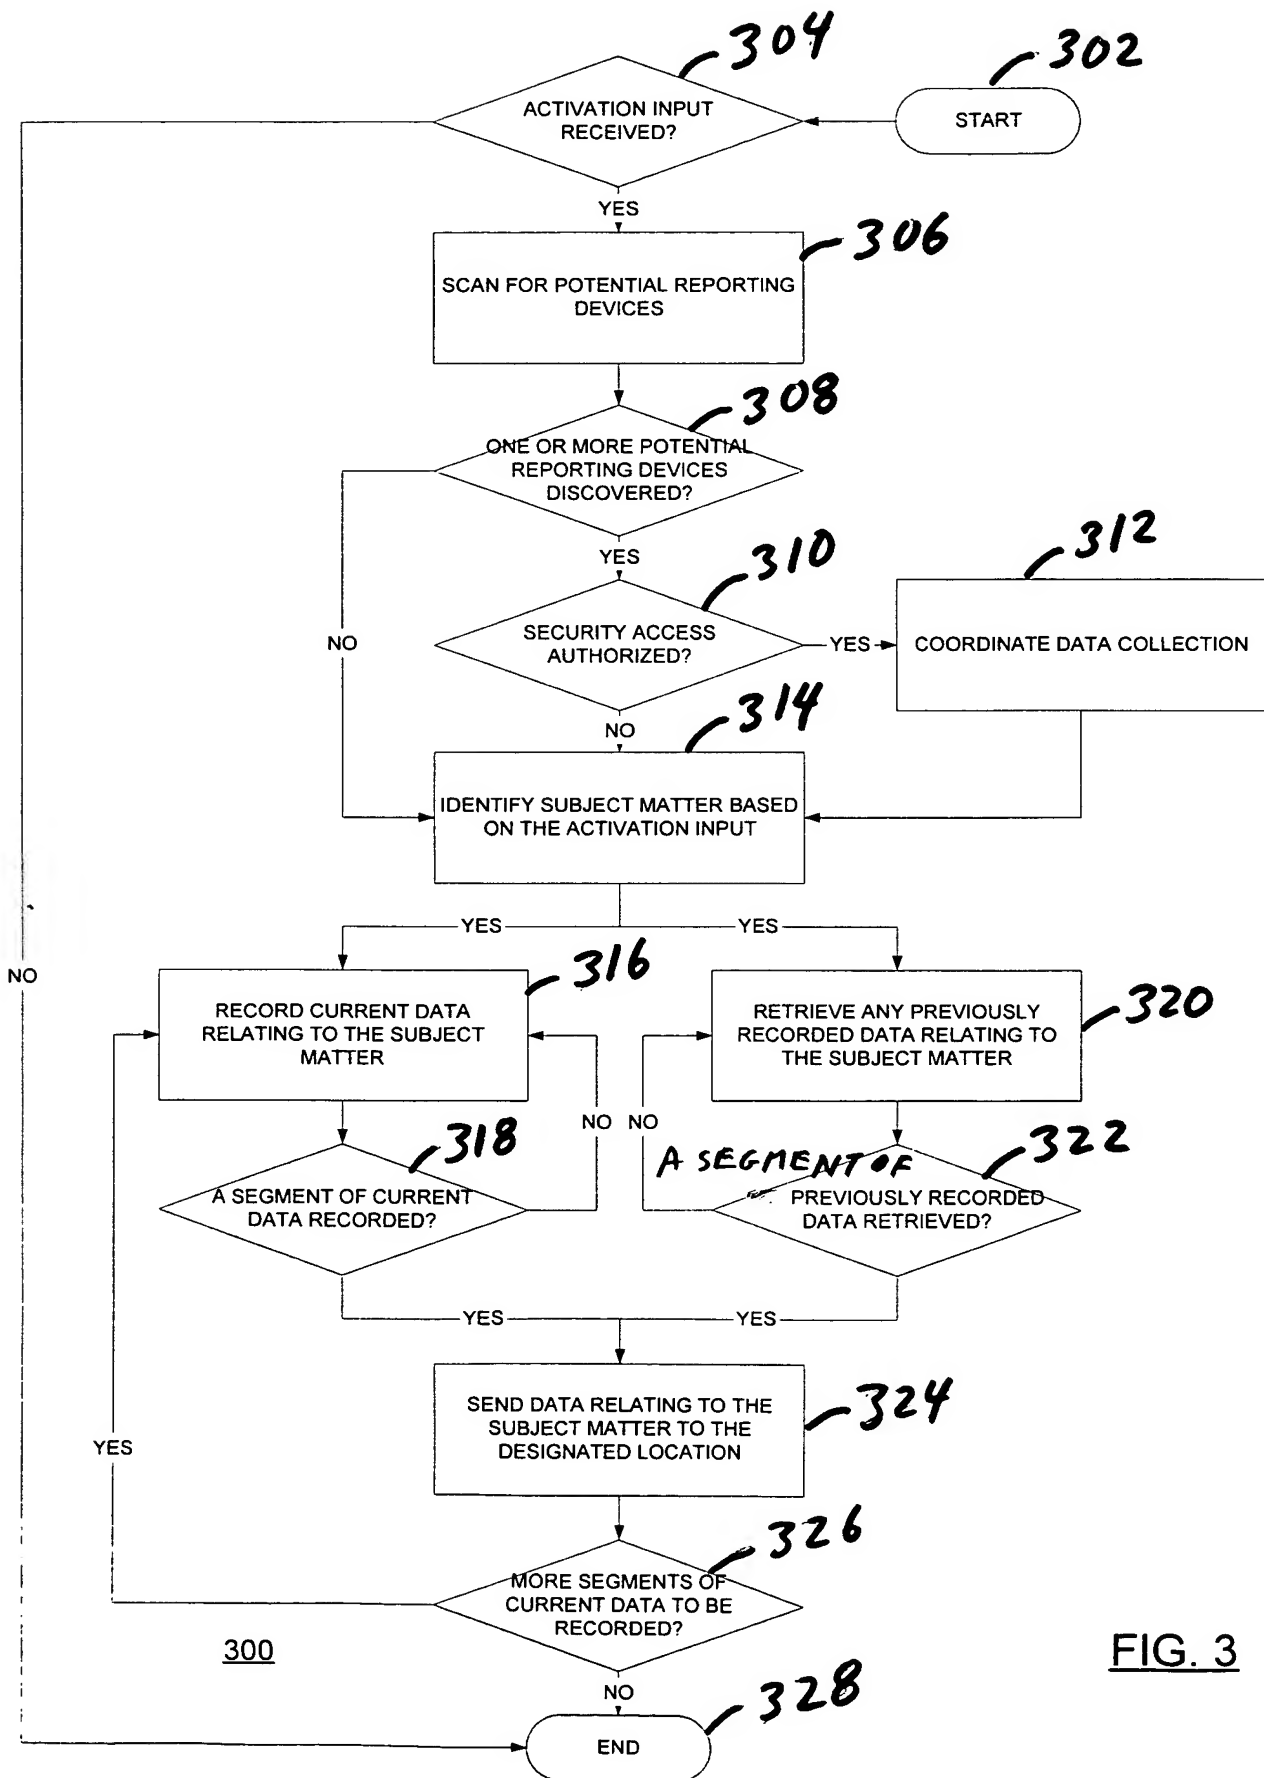 304
302
ACTIVATION INPUT
RECEIVED?
START
YES
306
SCAN FOR POTENTIAL REPORTING
DEVICES
308
ONE OR MORE POTENTIAL
REPORTING DEVICES
DISCOVERED?
YES
310
312
NO
SECURITY ACCESS
AUTHORIZED?
YES
COORDINATE DATA COLLECTION
314
NO
IDENTIFY SUBJECT MATTER BASED
ON THE ACTIVATION INPUT
YES
YES
NO
316
320
RECORD CURRENT DATA
RELATING TO THE SUBJECT
MATTER
RETRIEVE ANY PREVIOUSLY
RECORDED DATA RELATING TO
THE SUBJECT MATTER
NO
NO
318
322
A SEGMENT OF CURRENT
DATA RECORDED?
A SEGMENT OF
PREVIOUSLY RECORDED
DATA RETRIEVED?
YES
YES
324
SEND DATA RELATING TO THE
SUBJECT MATTER TO THE
DESIGNATED LOCATION
YES
326
MORE SEGMENTS OF
CURRENT DATA TO BE
RECORDED?
300
FIG. 3
NO
328
END